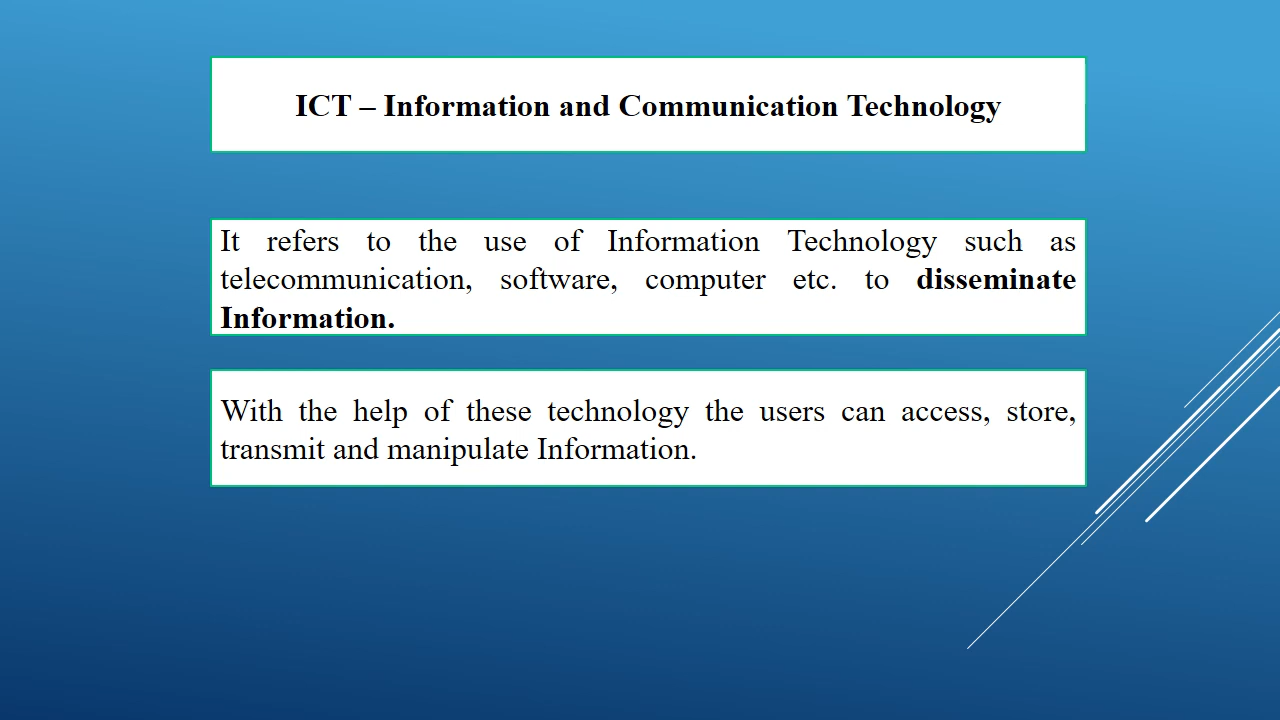 ICT – Information and Communication Technology
It refers to the use of Information Technology such as
telecommunication, software, computer etc. to disseminate
Information.
With the help of these technology the users can access, store,
transmit and manipulate Information.